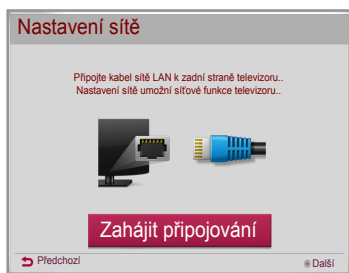 Nastavení sítě
Připojte kabel sítě LAN k zadní straně televizoru..
Nastavení sítě umožní síťové funkce televizoru..
Zahájit připojování
Předchozí
Další